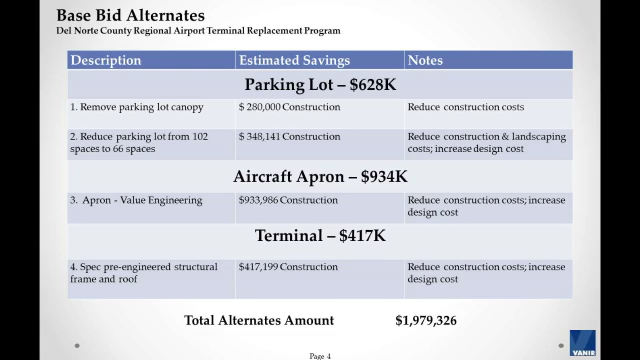 Base Bid Alternates
Del Norte County Regional Airport Terminal Replacement Program
Description Estimated Savings Notes
Parking Lot – $628K
1. Remove parking lot canopy $ 280,000 Construction Reduce construction costs
2. Reduce parking lot from 102 $ 348,141 Construction Reduce construction & landscaping
spaces to 66 spaces costs; increase design cost
Aircraft Apron – $934K
3. Apron - Value Engineering $933,986 Construction Reduce construction costs; increase
design cost
Terminal – $417K
4. Spec pre-engineered structural $417,199 Construction Reduce construction costs; increase
frame and roof design cost
Total Alternates Amount $1,979,326
Page 4
VANIR